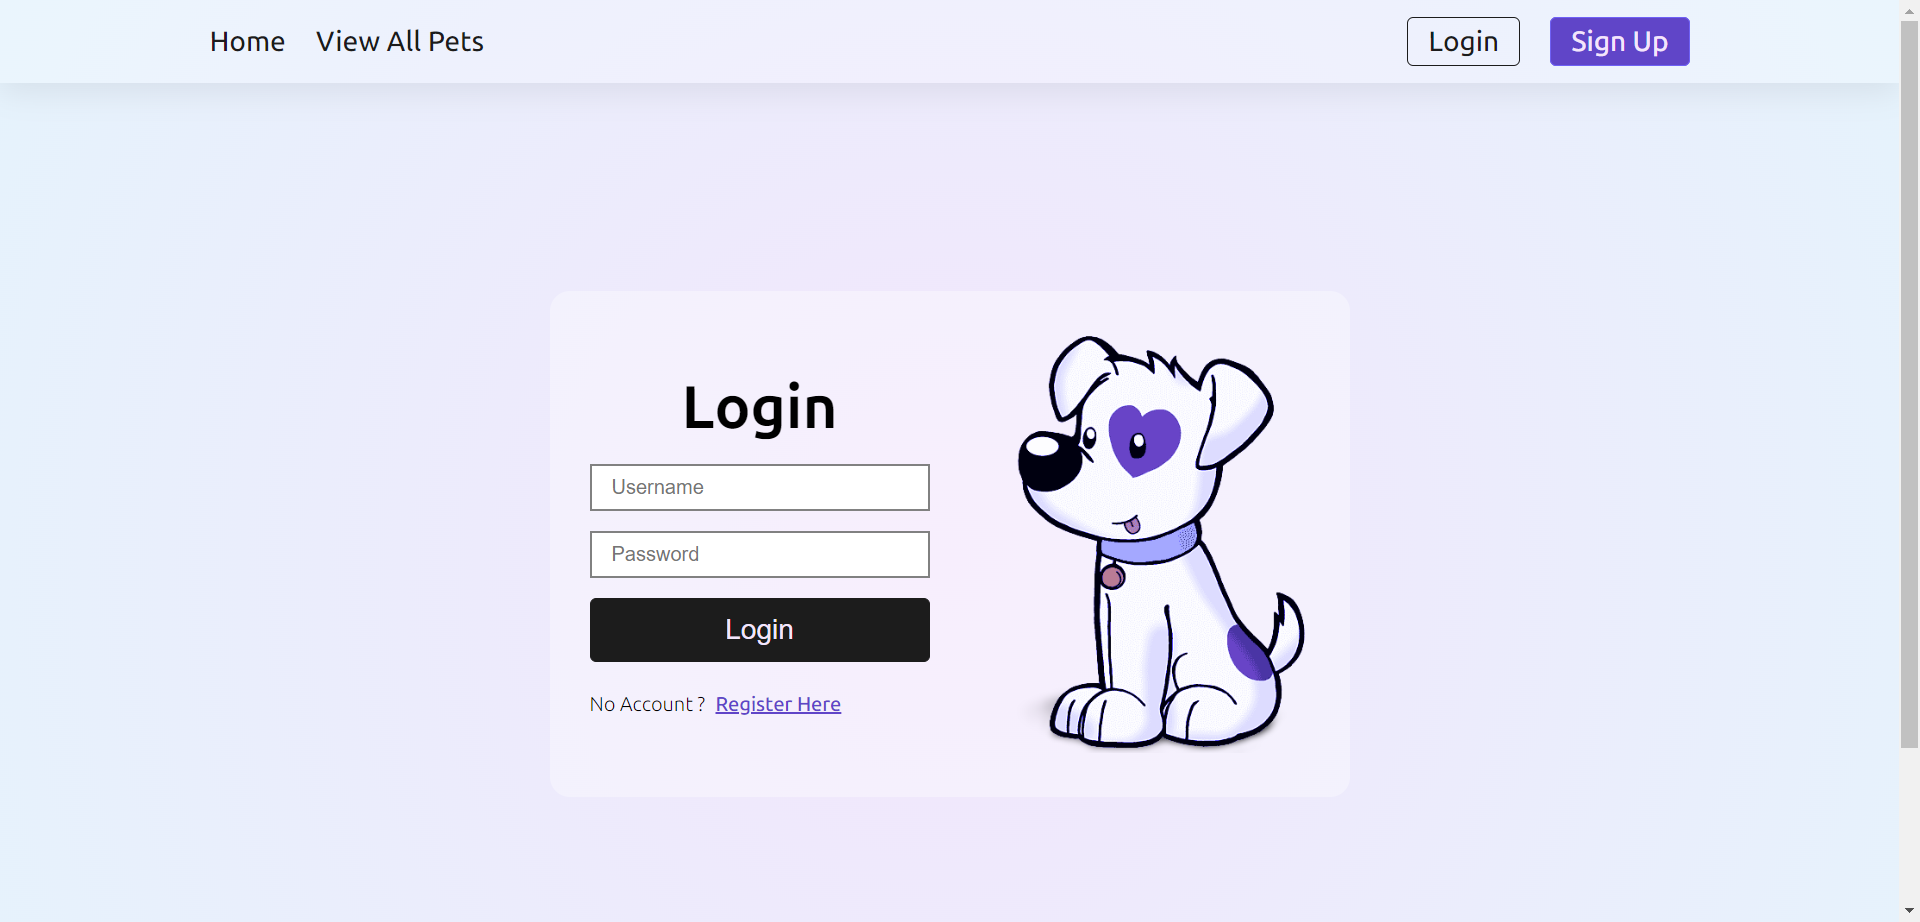 Home View All Pets Login Sign Up
Login
Username
Password
Login
No Account ? Register Here